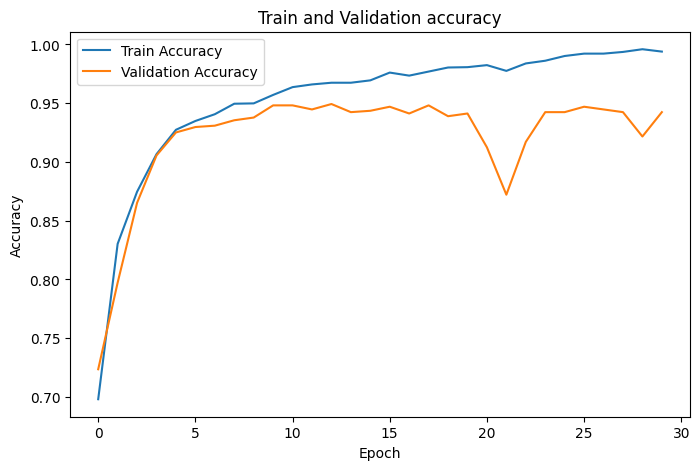 Train and Validation accuracy
Train Accuracy
Validation Accuracy
1.00
0.95
0.90
0.85
0.80
0.75
0.70
Accuracy
0 5 10 15 20 25 30
Epoch